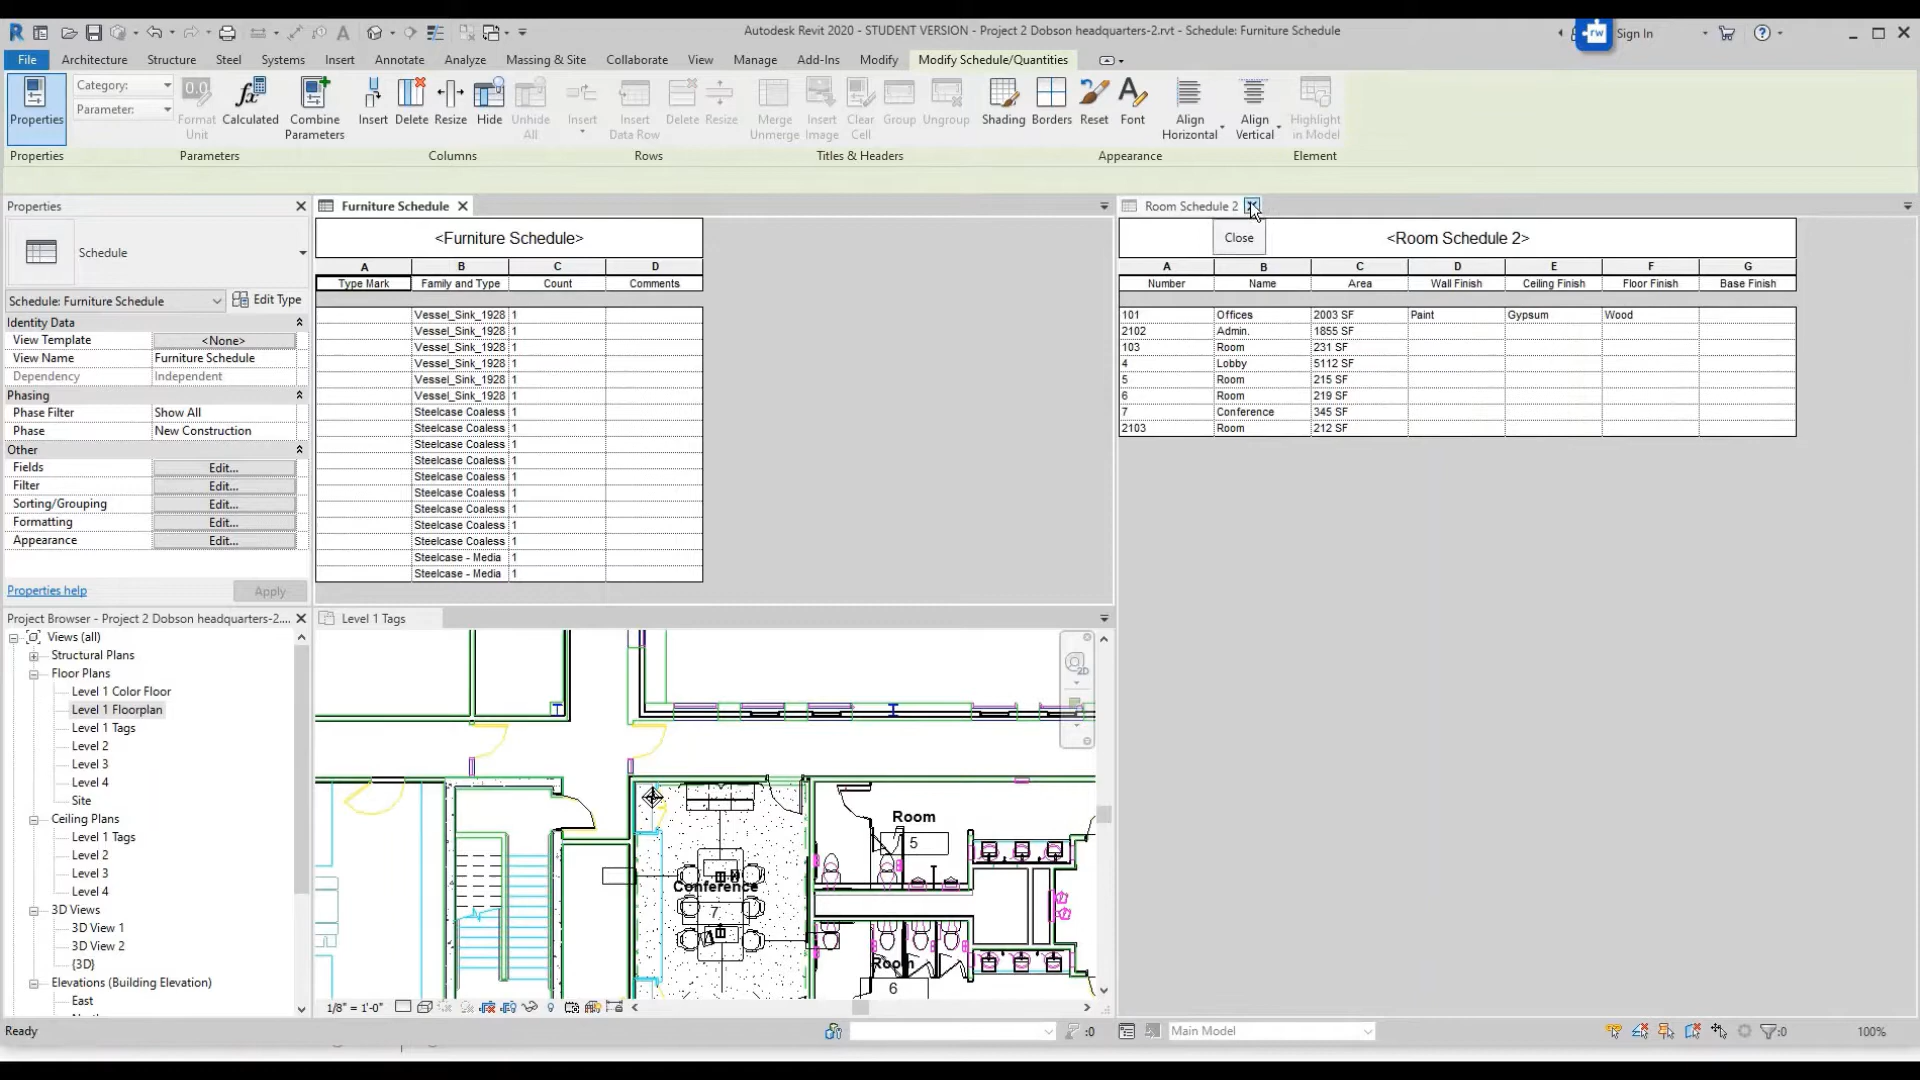 Autodesk Revit 2020 - STUDENT VERSION - Project 2 Dobson headquarters-2.rvt - Schedule: Furniture Schedule
rw
Sign In
File Architecture Structure Steel Systems Insert Annotate Analyze Massing & Site Collaborate View Manage Add-Ins Modify Modify Schedule/Quantities
Properties
Category:
Parameter:
Format Unit
Calculated
Combine Parameters
Insert Delete Resize Hide Unhide All
Insert Insert Data Row Delete Resize
Merge Unmerge Insert Image Clear Cell Group Ungroup
Shading Borders Reset Font Align Horizontal Align Vertical
Highlight in Model
Properties Parameters Columns Rows Titles & Headers Appearance Element
Properties
Schedule
Schedule: Furniture Schedule Edit Type
Identity Data
View Template <None>
View Name Furniture Schedule
Dependency Independent
Phasing
Phase Filter Show All
Phase New Construction
Other
Fields Edit...
Filter Edit...
Sorting/Grouping Edit...
Formatting Edit...
Appearance Edit...
Properties help Apply
Project Browser - Project 2 Dobson headquarters-2....
Views (all)
Structural Plans
Floor Plans
Level 1 Color Floor
Level 1 Floorplan
Level 1 Tags
Level 2
Level 3
Level 4
Site
Ceiling Plans
Level 1 Tags
Level 2
Level 3
Level 4
3D Views
3D View 1
3D View 2
{3D}
Elevations (Building Elevation)
East
Furniture Schedule
<Furniture Schedule>
A B C D
Type Mark Family and Type Count Comments
Vessel_Sink_1928 1
Vessel_Sink_1928 1
Vessel_Sink_1928 1
Vessel_Sink_1928 1
Vessel_Sink_1928 1
Vessel_Sink_1928 1
Steelcase Coaless 1
Steelcase Coaless 1
Steelcase Coaless 1
Steelcase Coaless 1
Steelcase Coaless 1
Steelcase Coaless 1
Steelcase Coaless 1
Steelcase Coaless 1
Steelcase Coaless 1
Steelcase - Media 1
Steelcase - Media 1
Room Schedule 2
Close
<Room Schedule 2>
A B C D E F G
Number Name Area Wall Finish Ceiling Finish Floor Finish Base Finish
101 Offices 2003 SF Paint Gypsum Wood
2102 Admin. 1855 SF
103 Room 231 SF
4 Lobby 5112 SF
5 Room 215 SF
6 Room 219 SF
7 Conference 345 SF
2103 Room 212 SF
Level 1 Tags
2D
Room
5
Conference
7
Room
6
1/8" = 1'-0"
Ready
:0
Main Model
:0
100%